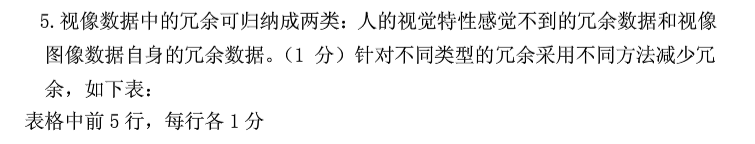 5.视像数据中的冗余可归纳成两类：人的视觉特性感觉不到的冗余数据和视像
图像数据自身的冗余数据。（1 分）针对不同类型的冗余采用不同方法减少冗
余，如下表：
表格中前 5 行，每行各 1 分